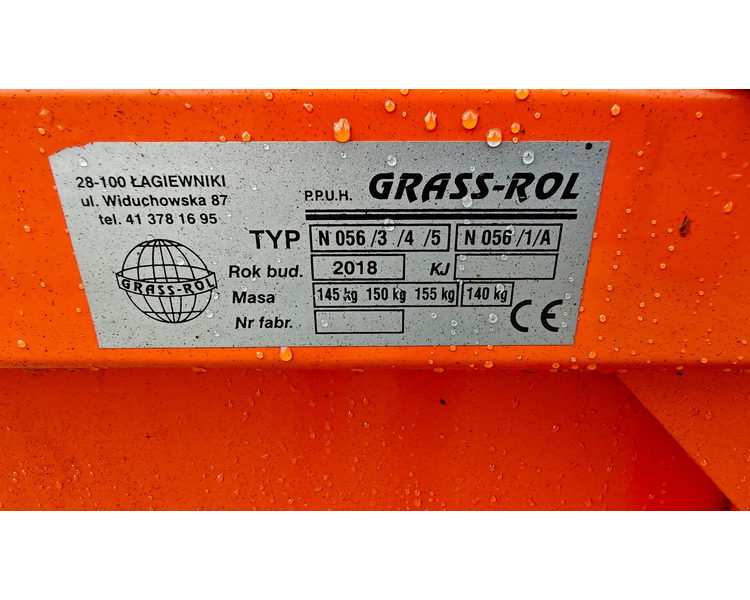 28-100 ŁAGIEWNIKI
ul. Widuchowska 87
tel. 41 378 16 95
P.P.U.H. GRASS-ROL
GRASS-ROL
TYP N 056 /3 /4 /5 N 056 /1/A
Rok bud. 2018 KJ
Masa 145 kg 150 kg 155 kg 140 kg
Nr fabr.
CE